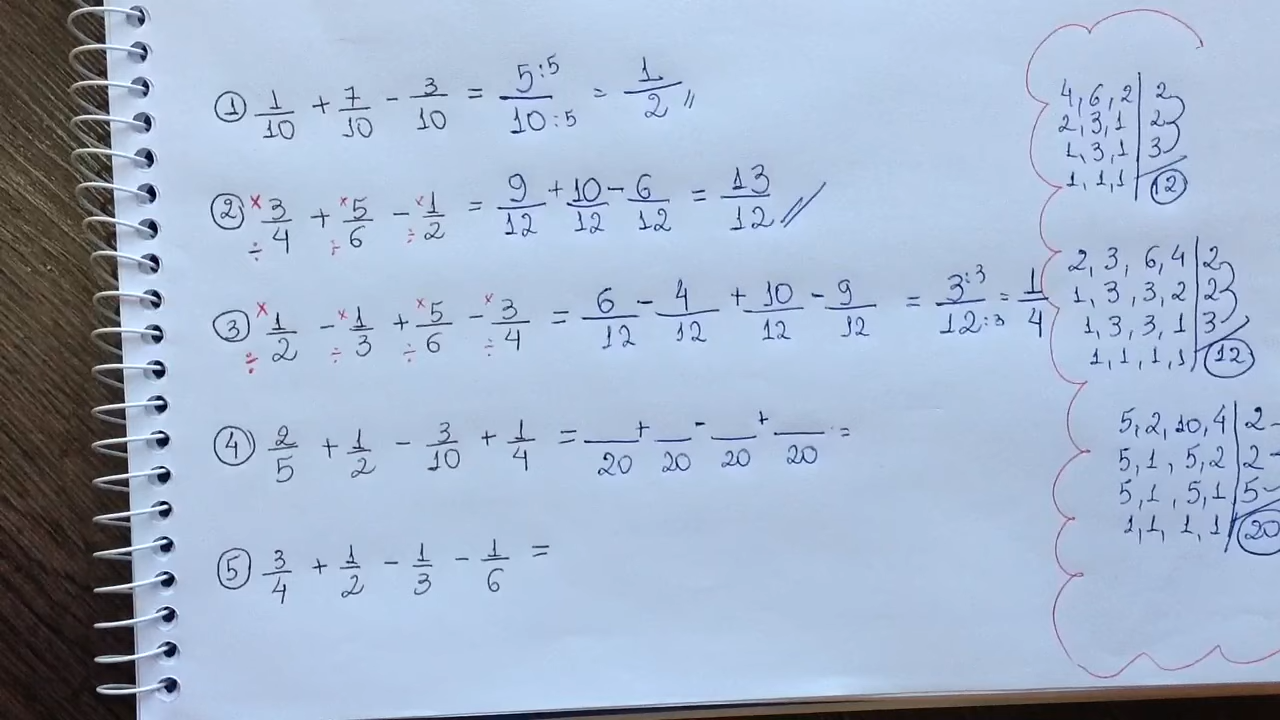 ① 1/10 + 7/10 - 3/10 = 5:5/10:5 = 1/2 //
② ×3/÷4 + ×5/÷6 - ×1/÷2 = 9/12 + 10/12 - 6/12 = 13/12 //
③ ×1/÷2 - ×1/÷3 + ×5/÷6 - ×3/÷4 = 6/12 - 4/12 + 10/12 - 9/12 = 3:3/12:3 = 1/4
④ 2/5 + 1/2 - 3/10 + 1/4 = /20 + /20 - /20 + /20 =
⑤ 3/4 + 1/2 - 1/3 - 1/6 =
4, 6, 2 | 2
2, 3, 1 | 2
1, 3, 1 | 3
1, 1, 1 | 12
2, 3, 6, 4 | 2
1, 3, 3, 2 | 2
1, 3, 3, 1 | 3
1, 1, 1, 1 | 12
5, 2, 10, 4 | 2
5, 1, 5, 2 | 2
5, 1, 5, 1 | 5
1, 1, 1, 1 | 20